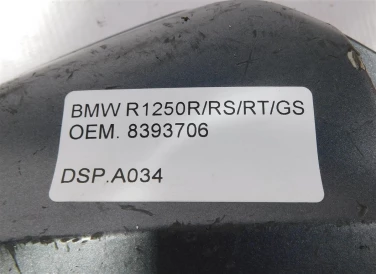 BMW R1250R/RS/RT/GS
OEM. 8393706
DSP.A034